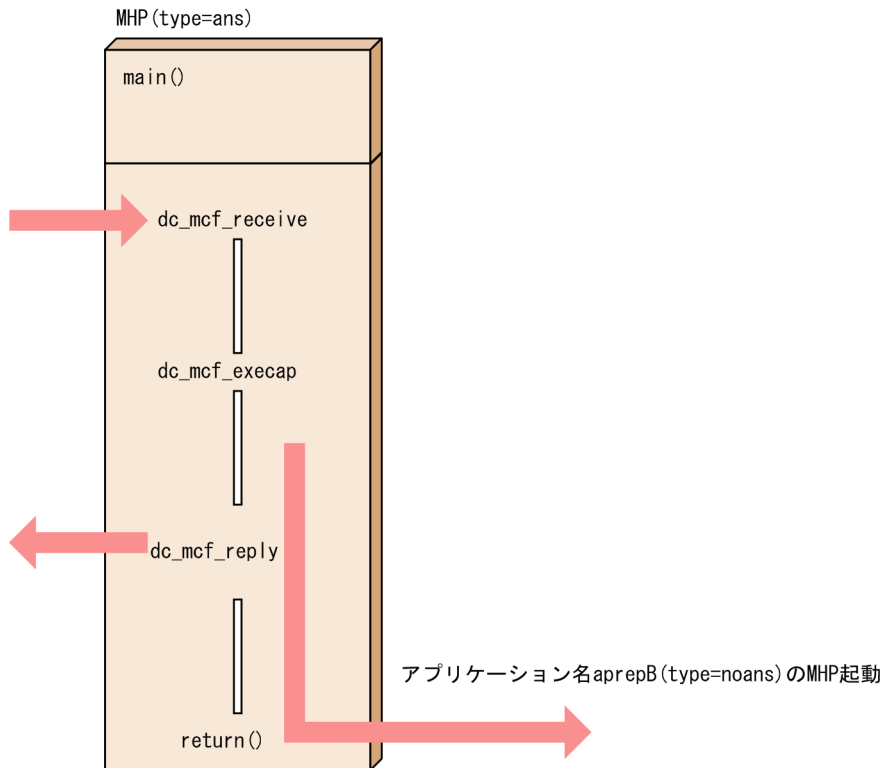 MHP(type=ans)
main()
dc_mcf_receive
dc_mcf_execap
dc_mcf_reply
アプリケーション名aprepB(type=noans)のMHP起動
return()